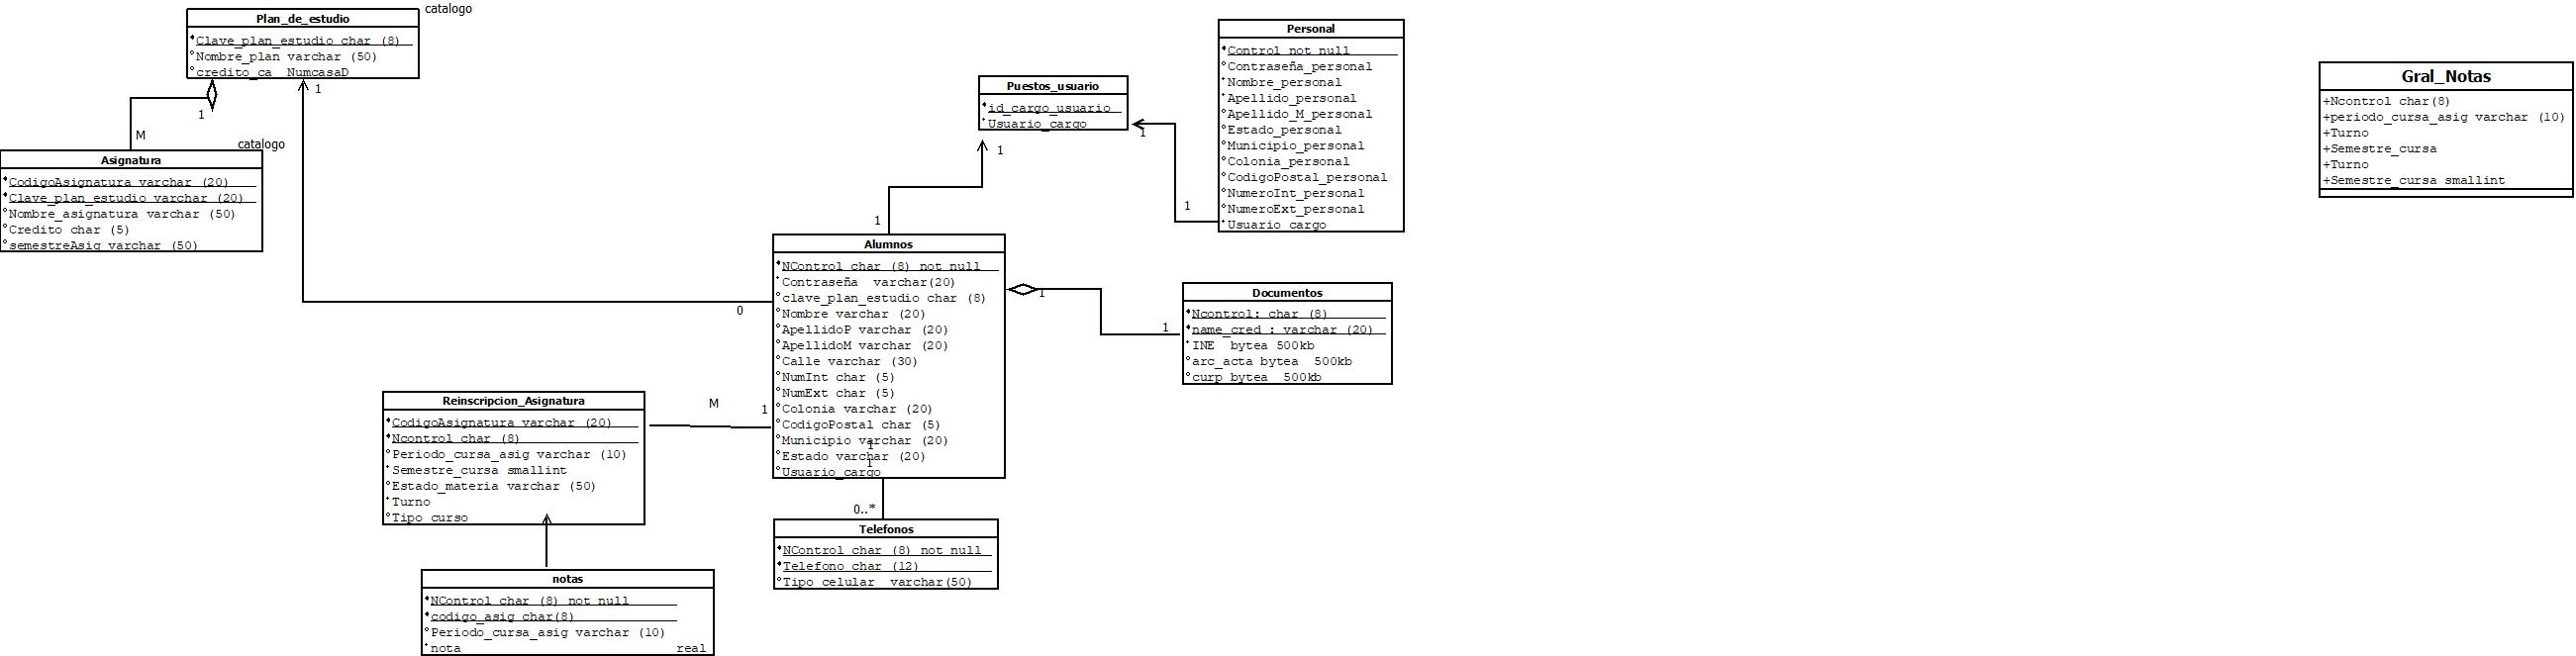 catalogo
Plan_de_estudio
Clave_plan_estudio char (8)
Nombre_plan varchar (50)
credito_ca NumcasaD
1
1
M
catalogo
Asignatura
CodigoAsignatura varchar (20)
Clave_plan_estudio varchar (20)
Nombre_asignatura varchar (50)
Credito char (5)
semestreAsig varchar (50)
Puestos_usuario
id_cargo_usuario
Usuario_cargo
1
1
1
1
Personal
Control not null
Contraseña_personal
Nombre_personal
Apellido_personal
Apellido_M_personal
Estado_personal
Municipio_personal
Colonia_personal
CodigoPostal_personal
NumeroInt_personal
NumeroExt_personal
Usuario_cargo
Gral_Notas
+Ncontrol char(8)
+periodo_cursa_asig varchar (10)
+Turno
+Semestre_cursa
+Turno
+Semestre_cursa smallint
Alumnos
NControl char (8) not null
Contraseña varchar(20)
clave_plan_estudio char (8)
Nombre varchar (20)
ApellidoP varchar (20)
ApellidoM varchar (20)
Calle varchar (30)
NumInt char (5)
NumExt char (5)
Colonia varchar (20)
CodigoPostal char (5)
Municipio varchar (20)
Estado varchar (20)
Usuario_cargo
0
1
1
1
1
Documentos
Ncontrol: char (8)
name_cred : varchar (20)
INE bytea 500kb
arc_acta bytea 500kb
curp bytea 500kb
M
1
Reinscripcion_Asignatura
CodigoAsignatura varchar (20)
Ncontrol char (8)
Periodo_cursa_asig varchar (10)
Semestre_cursa smallint
Estado_materia varchar (50)
Turno
Tipo_curso
0..*
Telefonos
NControl char (8) not null
Telefono char (12)
Tipo_celular varchar(50)
notas
NControl char (8) not null
codigo_asig char(8)
Periodo_cursa_asig varchar (10)
nota real